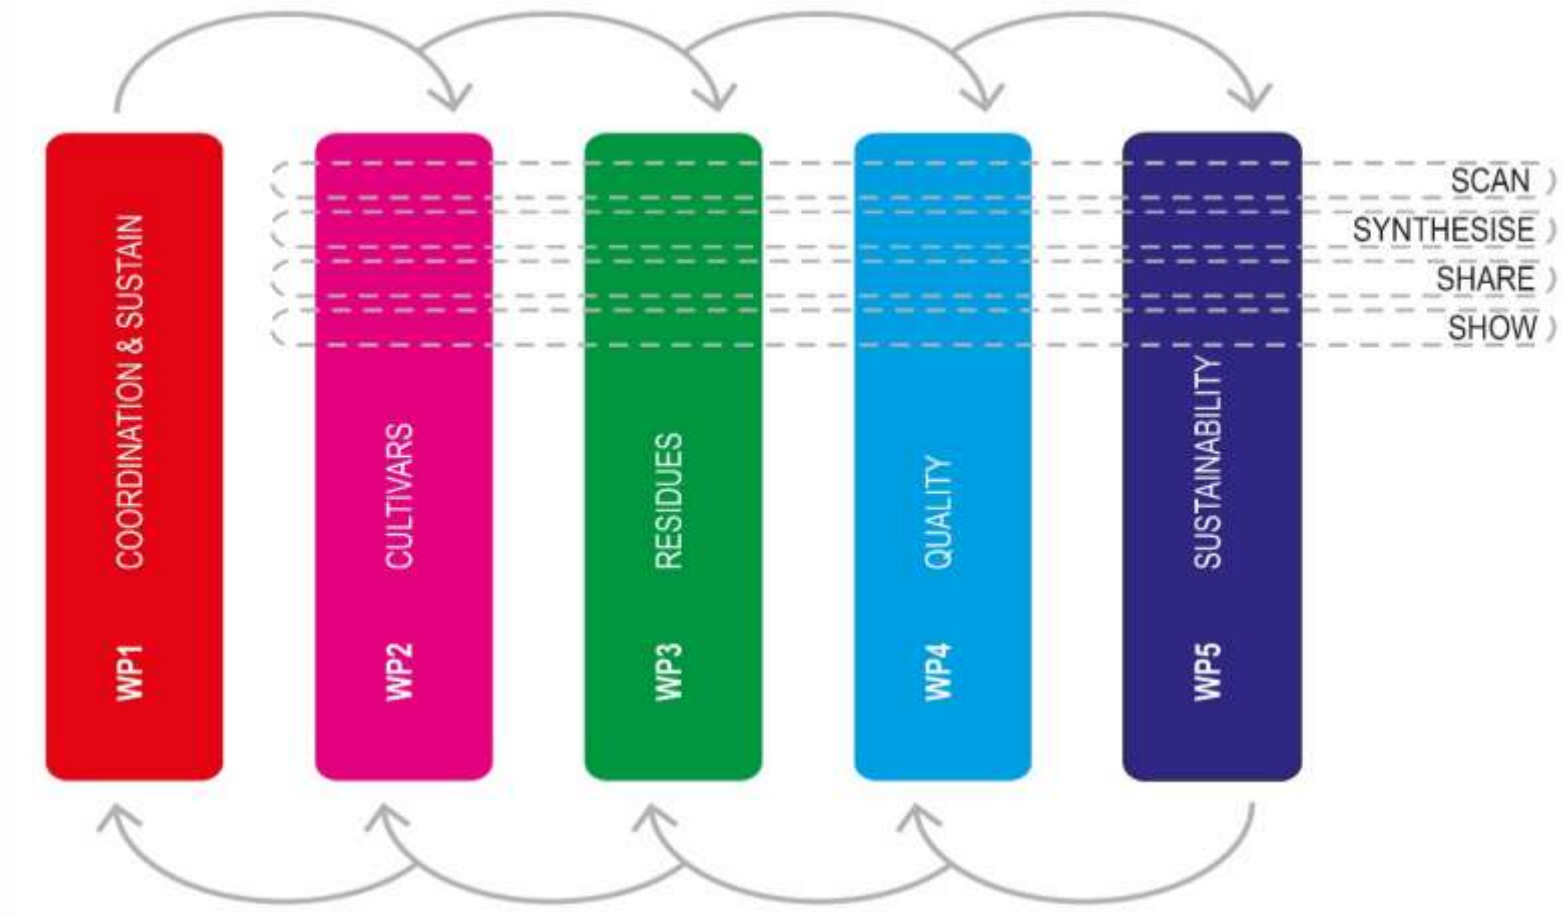 WP1 COORDINATION & SUSTAIN
WP2 CULTIVARS
WP3 RESIDUES
WP4 QUALITY
WP5 SUSTAINABILITY
SCAN
SYNTHESISE
SHARE
SHOW